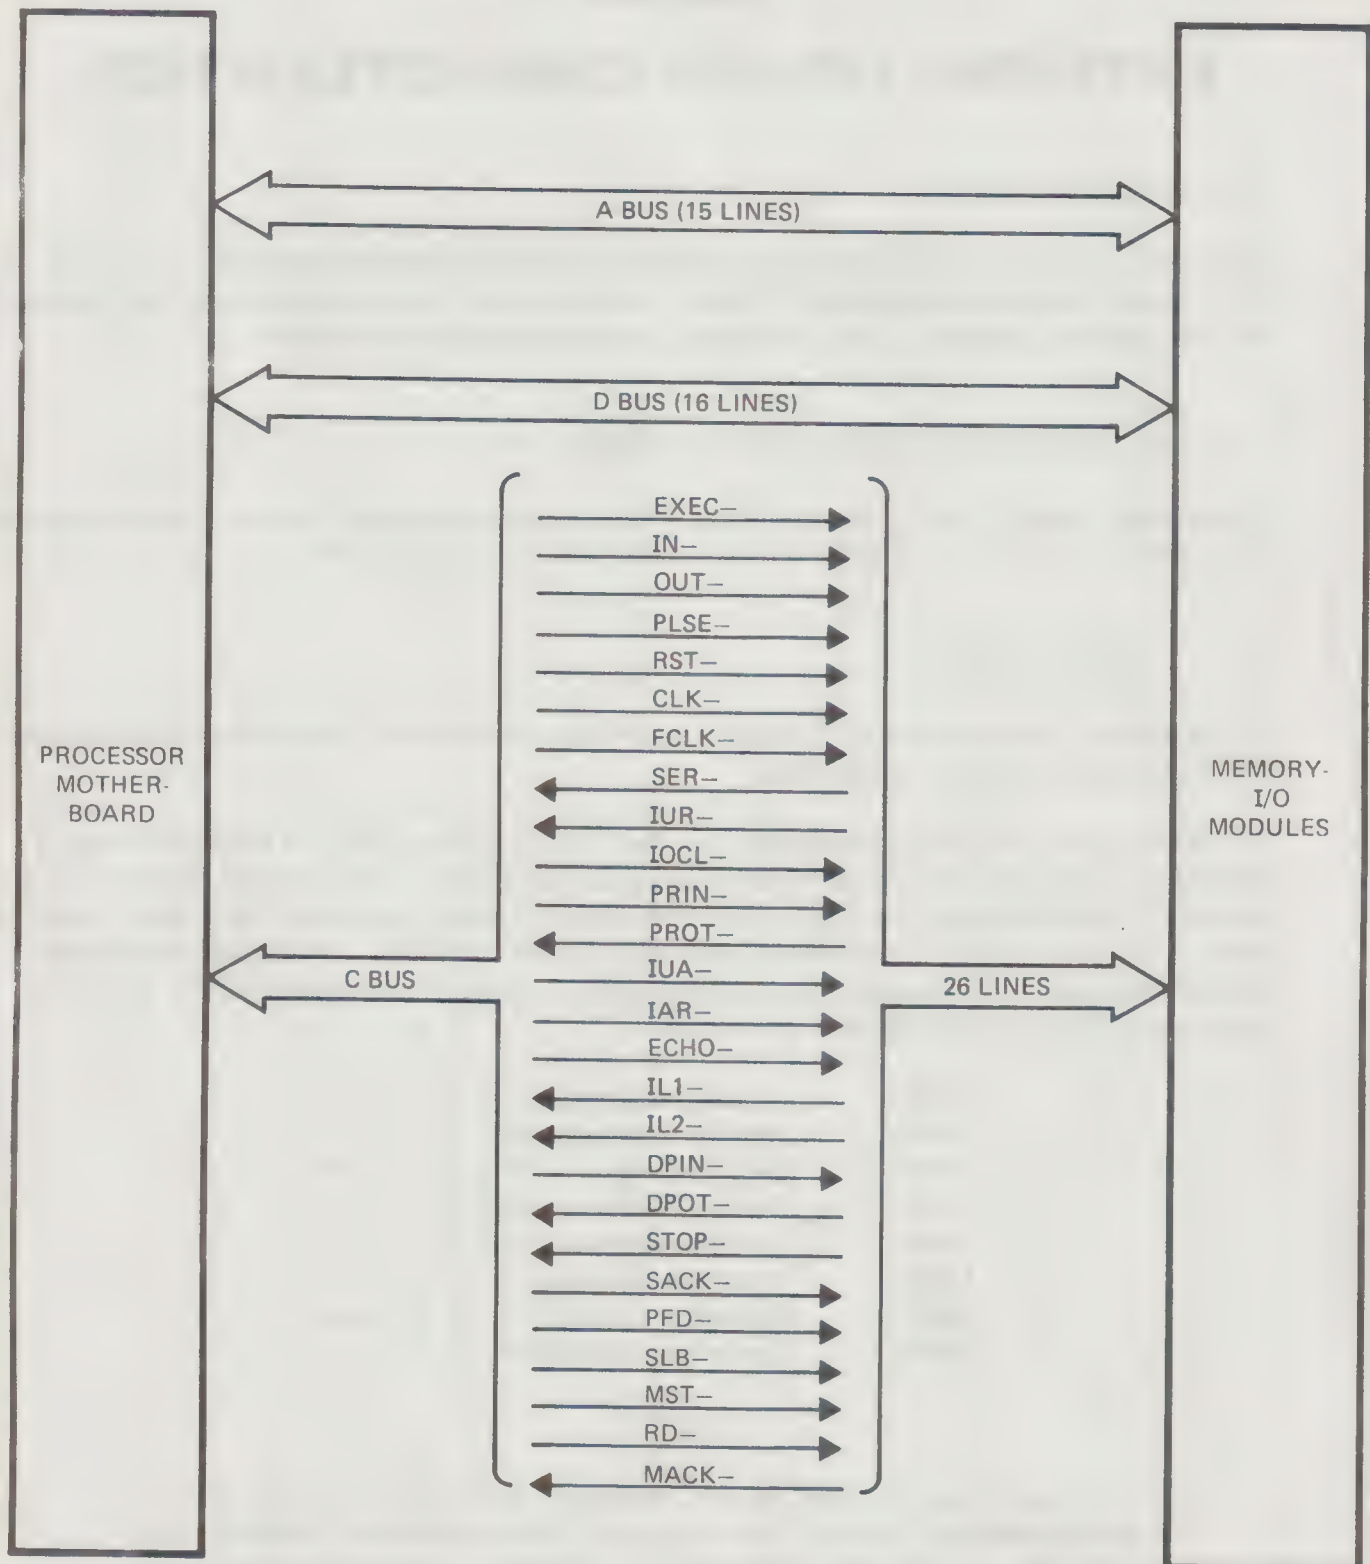 A BUS (15 LINES)
D BUS (16 LINES)
EXEC–
IN–
OUT–
PLSE–
RST–
CLK–
FCLK–
SER–
IUR–
IOCL–
PRIN–
PROT–
IUA–
IAR–
ECHO–
IL1–
IL2–
DPIN–
DPOT–
STOP–
SACK–
PFD–
SLB–
MST–
RD–
MACK–
PROCESSOR
MOTHER-
BOARD
C BUS
26 LINES
MEMORY-
I/O
MODULES